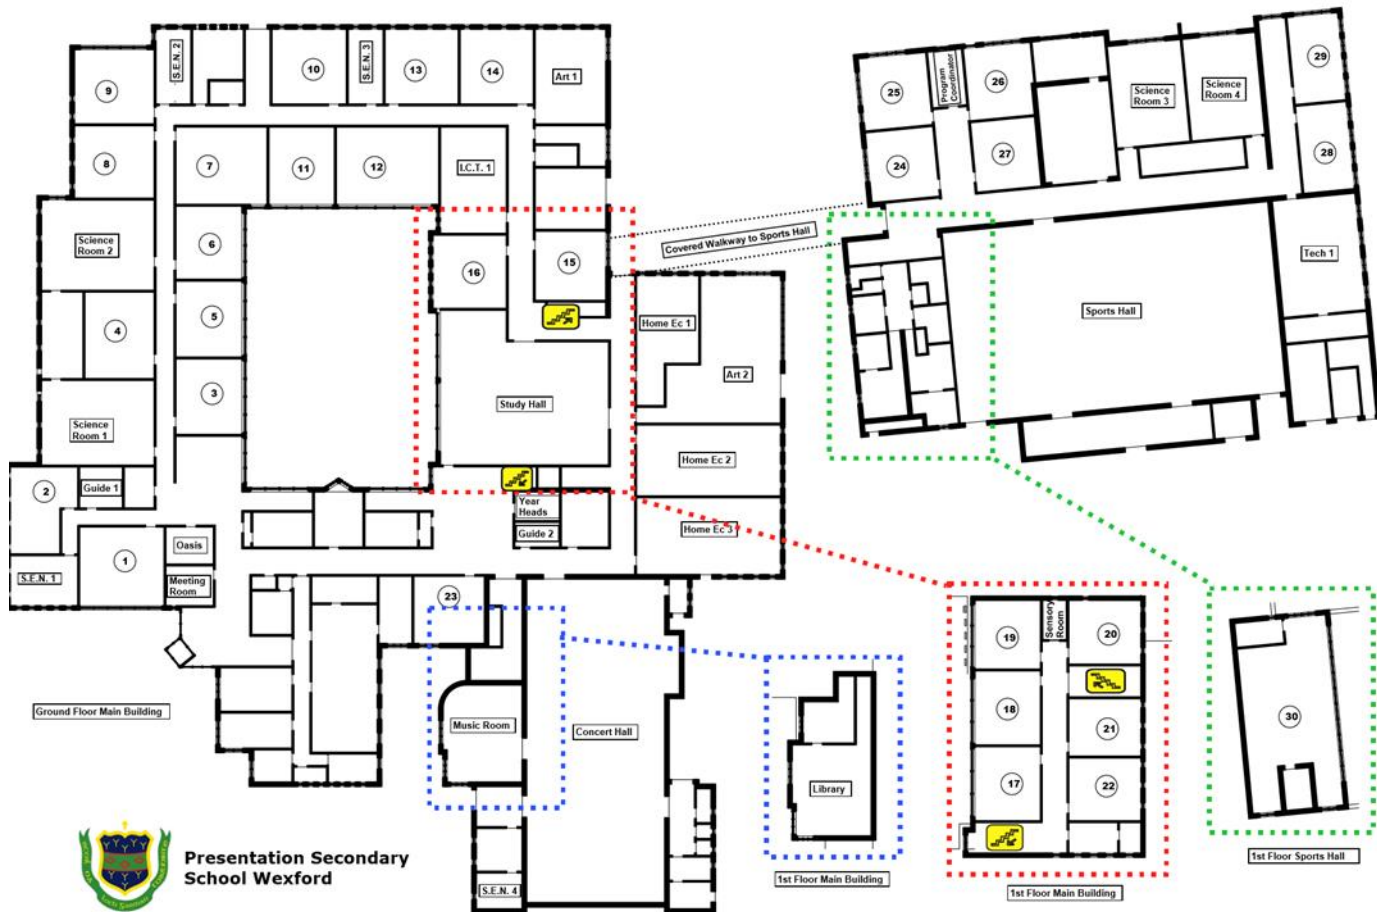 S.E.N. 2
10
S.E.N. 3
13
14
Art 1
9
8
7
11
12
I.C.T. 1
Science
Room 2
6
16
15
4
5
3
Science
Room 1
Study Hall
2
Guide 1
1
Oasis
Meeting
Room
S.E.N. 1
Year
Heads
Guide 2
23
Home Ec 1
Art 2
Home Ec 2
Home Ec 3
Covered Walkway to Sports Hall
25
Program
Coordinator
26
Science
Room 3
Science
Room 4
29
24
27
28
Sports Hall
Tech 1
Ground Floor Main Building
Music Room
Concert Hall
S.E.N. 4
Library
1st Floor Main Building
19
Sensory
Room
20
18
21
17
22
1st Floor Main Building
30
1st Floor Sports Hall
Presentation Secondary
School Wexford